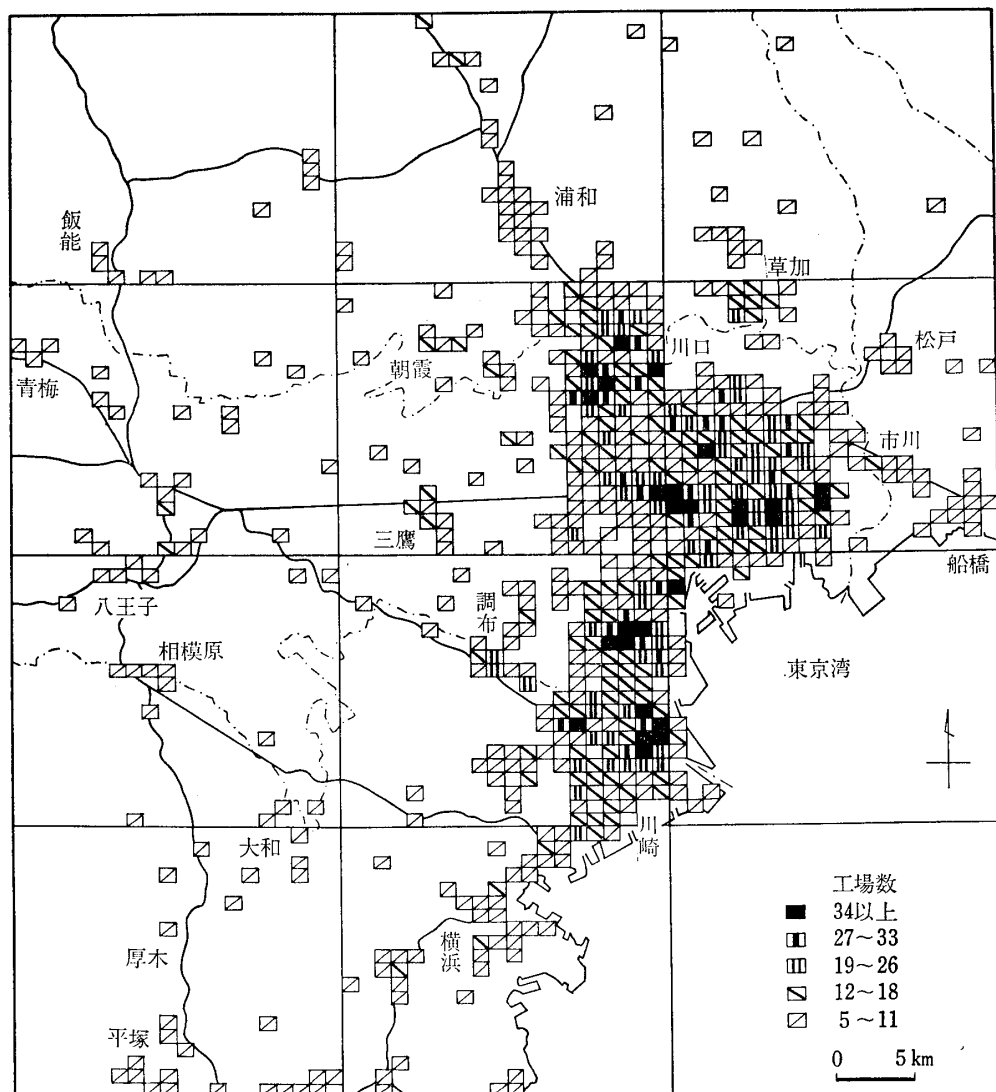 浦和
飯能
草加
松戸
川口
朝霞
青梅
市川
三鷹
船橋
八王子
調布
相模原
東京湾
川崎
大和
横浜
厚木
平塚
工場数
34以上
27～33
19～26
12～18
5～11
0 5km